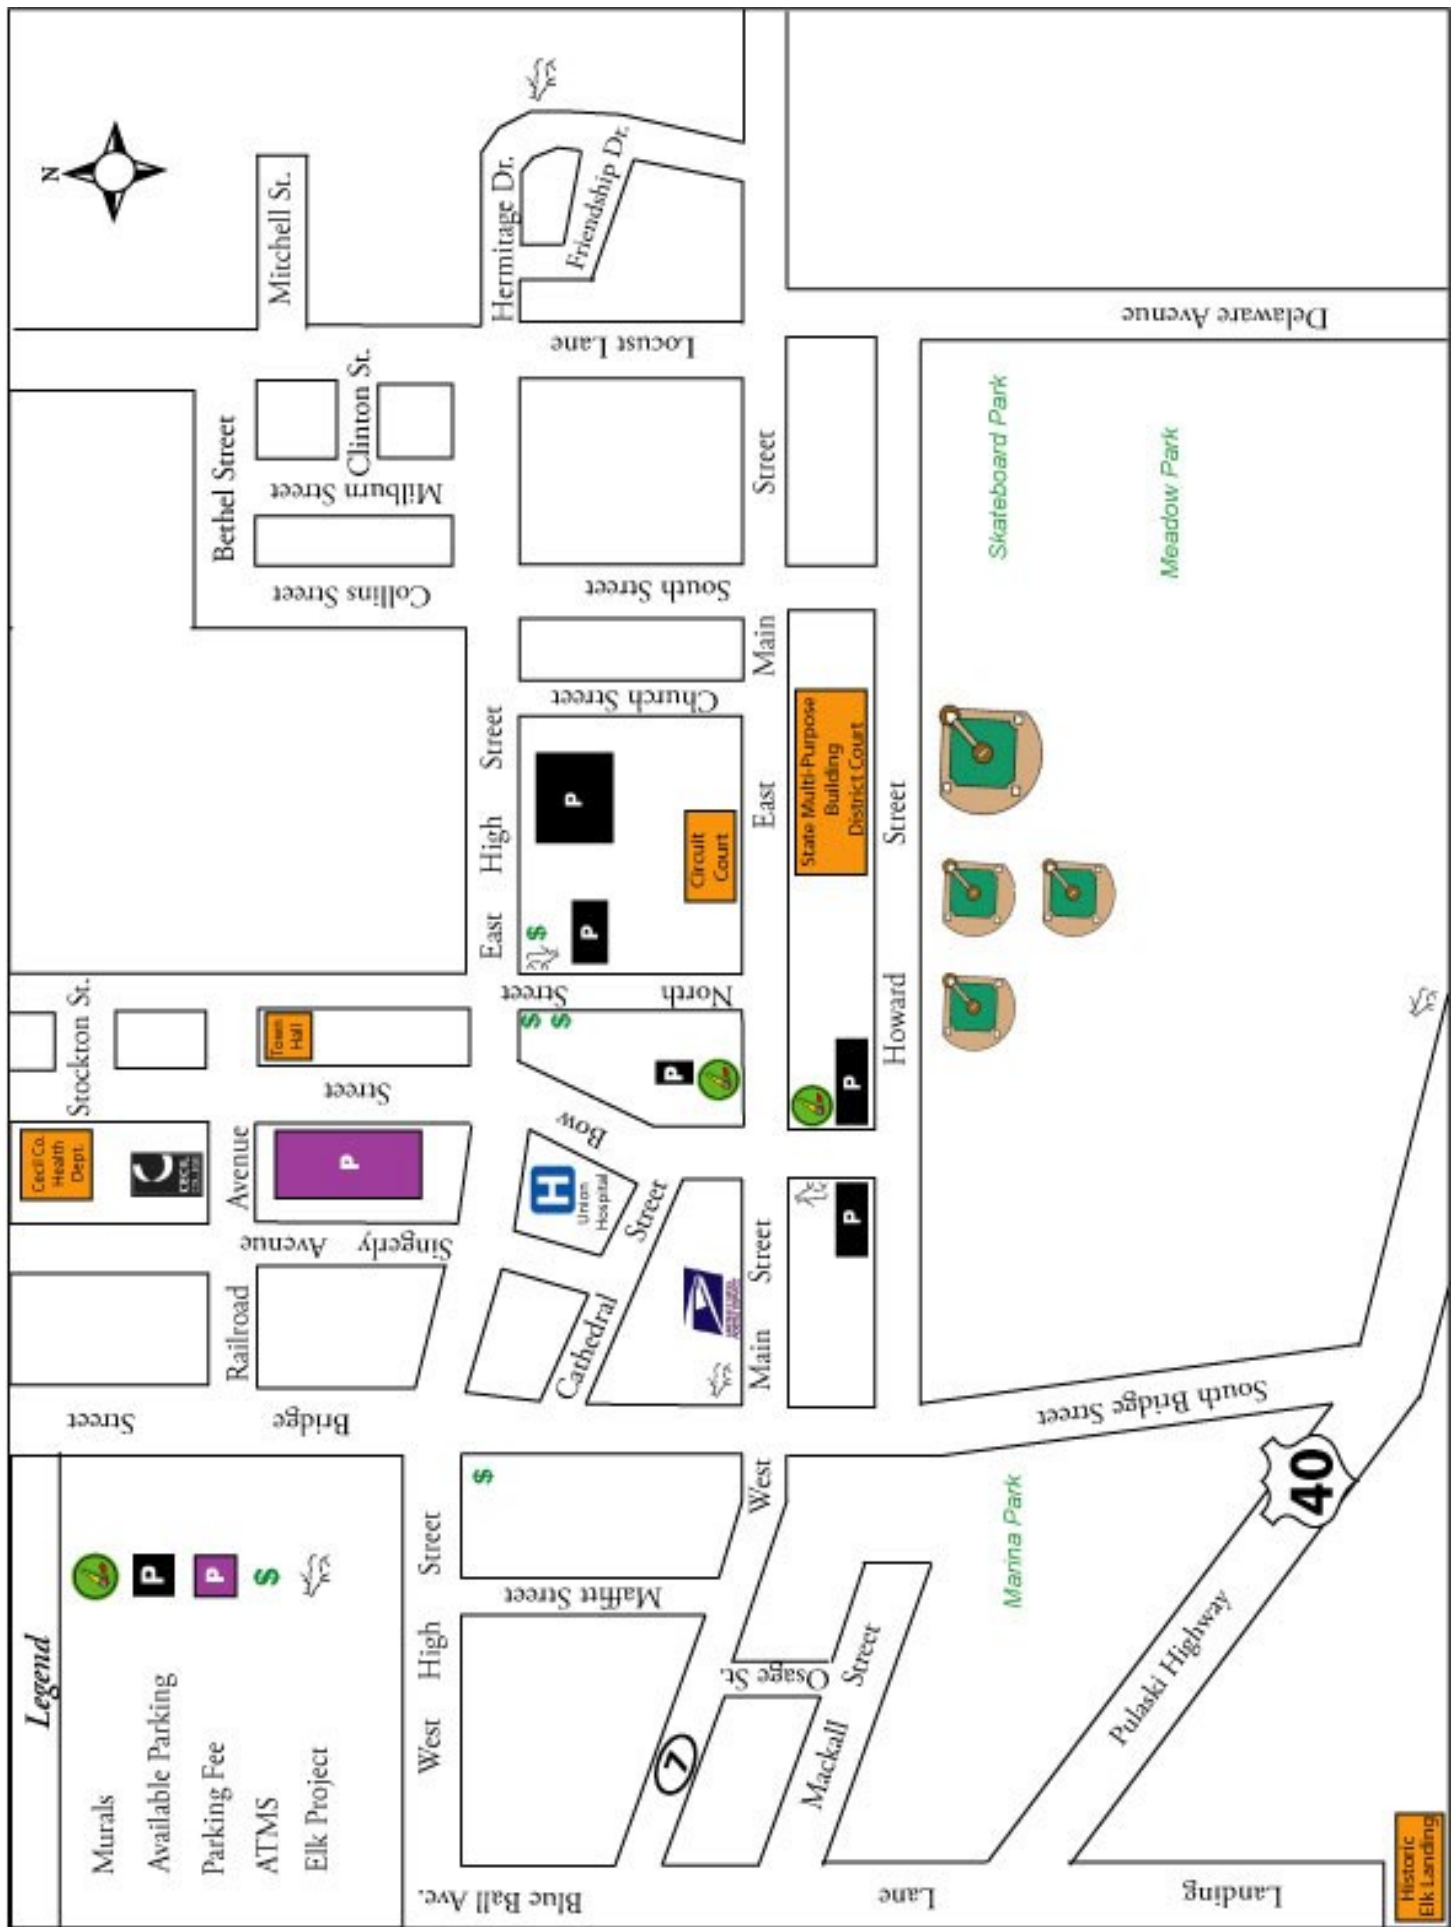 Legend
Murals
Available Parking
Parking Fee
P
P
ATMS
$
Elk Project
N
Street
Bridge
Railroad
Avenue
Singerly
Avenue
Stockton St.
Street
Cecil Co.
Health
Dept.
CECIL
COLLEGE
P
Town
Hall
Bethel Street
Collins Street
Milburn Street
Clinton St.
Mitchell St.
Blue Ball Ave.
West
High
Street
$
Maffitt Street
Cathedral
Street
H
Union
Hospital
Bow
$
$
P
North
Street
East
High
Street
$
P
P
Circuit
Court
Church Street
South Street
Locust Lane
Hermitage Dr.
Friendship Dr.
7
West
Main
Street
East
Main
Street
P
P
State Multi-Purpose
Building
District Court
Osage St.
Mackall
Street
Howard
Street
Delaware Avenue
Lane
Landing
Pulaski Highway
40
South Bridge Street
Marina Park
Skateboard Park
Meadow Park
Historic
Elk Landing